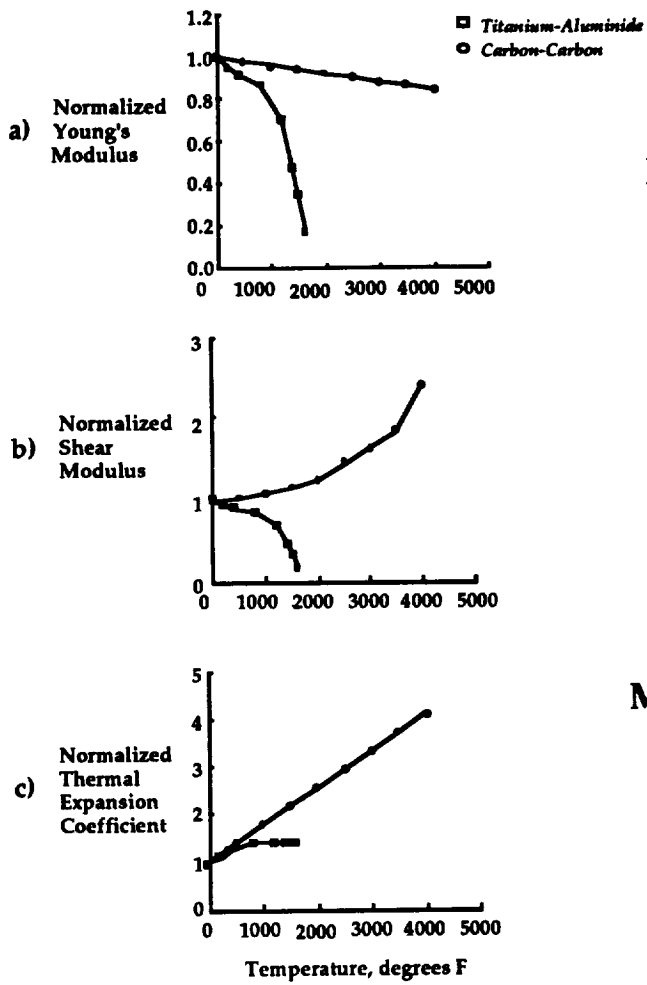 Titanium-Aluminide
Carbon-Carbon
a)
Normalized
Young's
Modulus
1.2
1.0
0.8
0.6
0.4
0.2
0.0
0 1000 2000 3000 4000 5000
b)
Normalized
Shear
Modulus
3
2
1
0
0 1000 2000 3000 4000 5000
c)
Normalized
Thermal
Expansion
Coefficient
5
4
3
2
1
0 1000 2000 3000 4000 5000
Temperature, degrees F
M